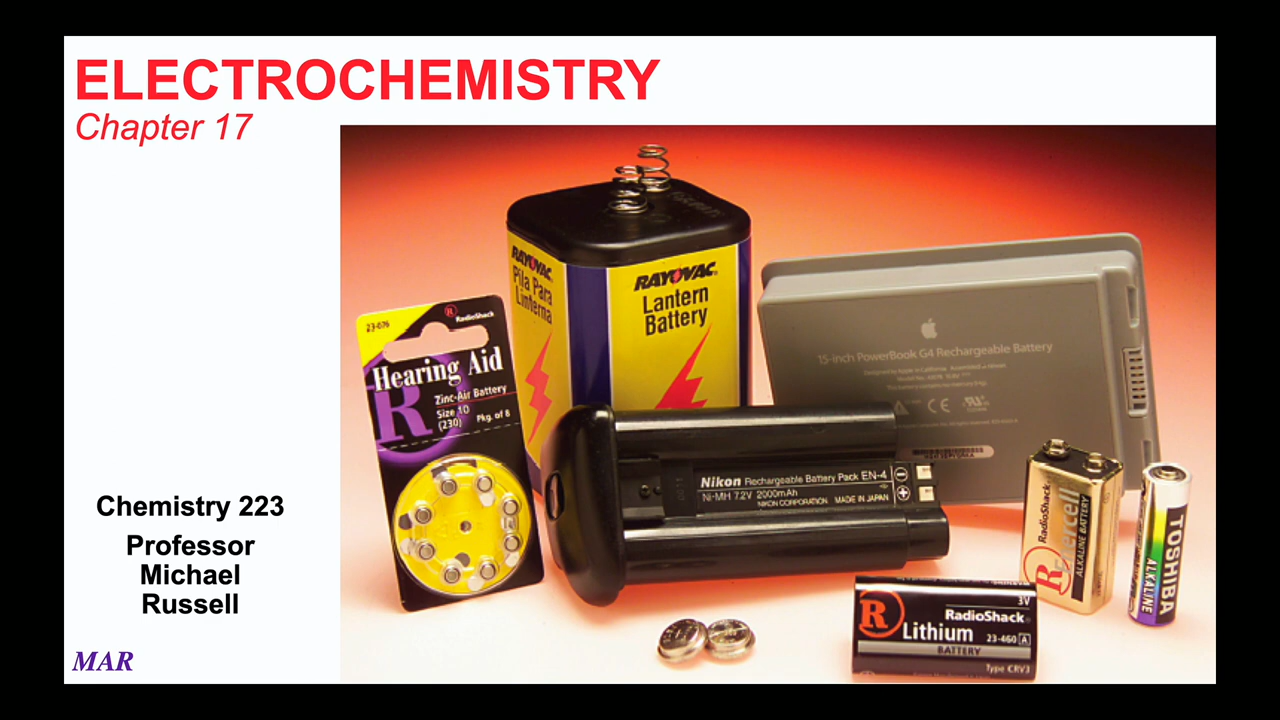 ELECTROCHEMISTRY
Chapter 17
RAYOVAC
Pila Para
Linterna
RAYOVAC
Lantern
Battery
23-076
R RadioShack
Hearing Aid
R
Zinc-Air Battery
Size 10
(230) Pkg. of 8
15-inch PowerBook G4 Rechargeable Battery
CE
Nikon Rechargeable Battery Pack EN-4
Ni-MH 7.2V 2000mAh
NIKON CORPORATION MADE IN JAPAN
R RadioShack
ALKALINE BATTERY
TOSHIBA
ALKALINE
3V
R RadioShack
Lithium 23-460 A
BATTERY
Type CRV3
Chemistry 223
Professor
Michael
Russell
MAR